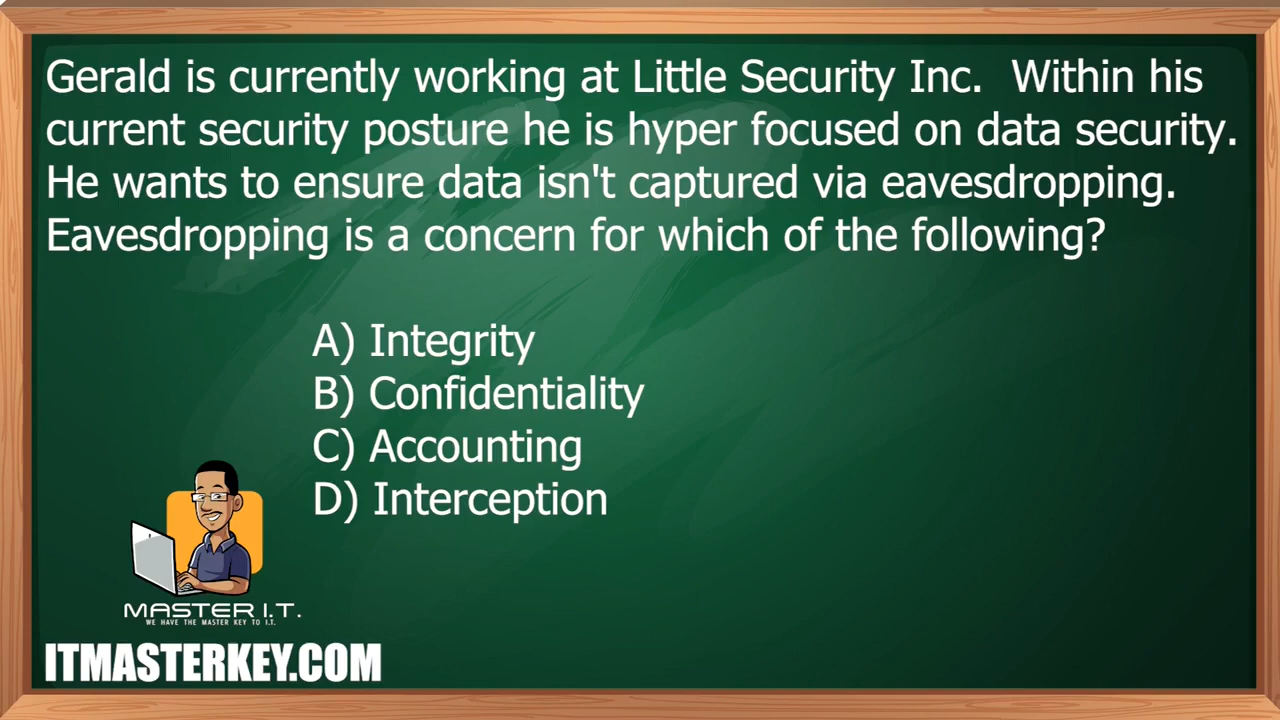 Gerald is currently working at Little Security Inc.  Within his
current security posture he is hyper focused on data security.
He wants to ensure data isn't captured via eavesdropping.
Eavesdropping is a concern for which of the following?
A) Integrity
B) Confidentiality
C) Accounting
D) Interception
MASTER I.T.
WE HAVE THE MASTER KEY TO I.T.
ITMASTERKEY.COM